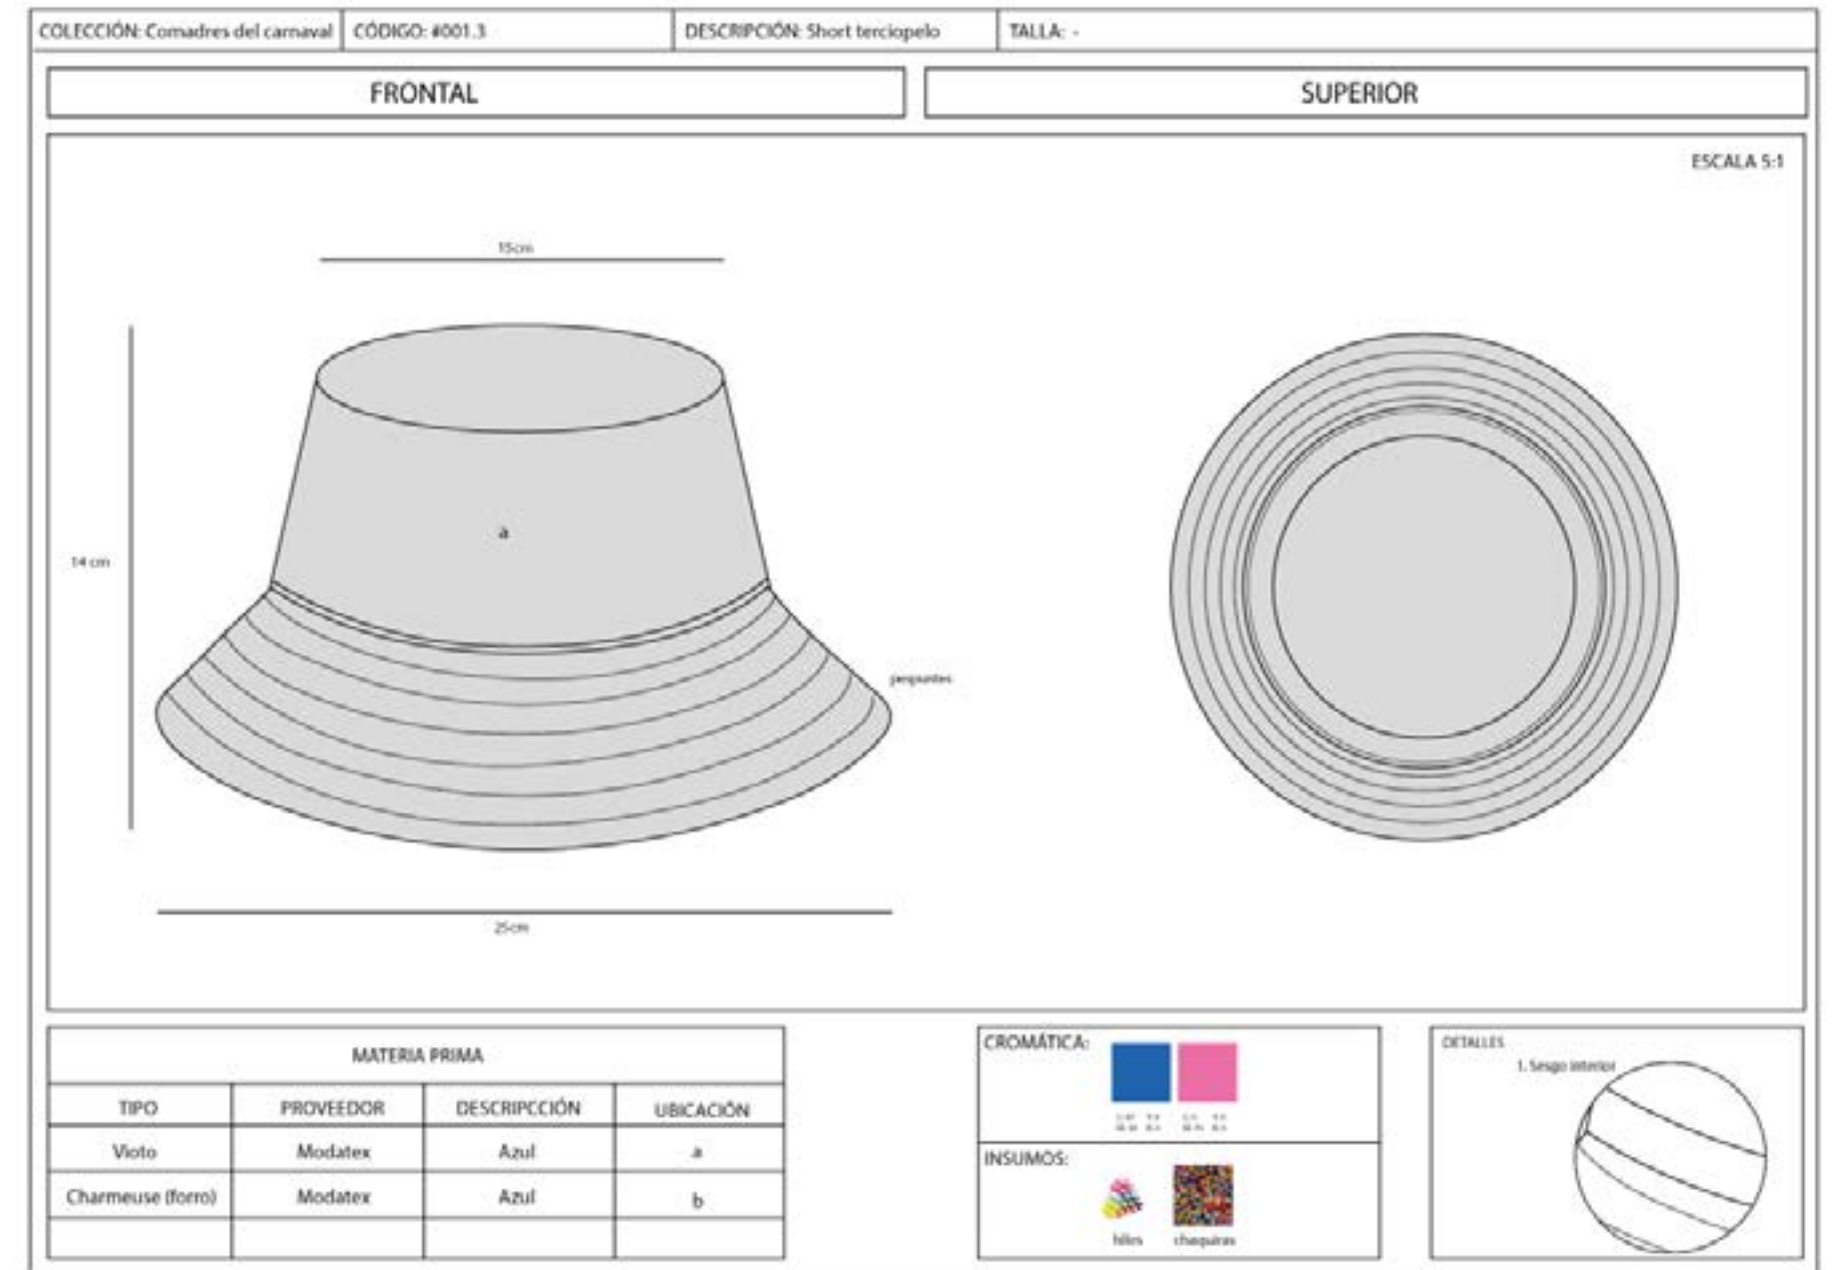 COLECCIÓN: Comadres del carnaval
CÓDIGO: #001.3
DESCRIPCIÓN: Short terciopelo
TALLA: -
FRONTAL
SUPERIOR
ESCALA 5:1
15cm
14 cm
a
pespuntes
25cm
MATERIA PRIMA
TIPO PROVEEDOR DESCRIPCCIÓN UBICACIÓN
Vioto Modatex Azul a
Charmeuse (forro) Modatex Azul b
CROMÁTICA:
INSUMOS:
hilos chaquiras
DETALLES
1. Sesgo interior